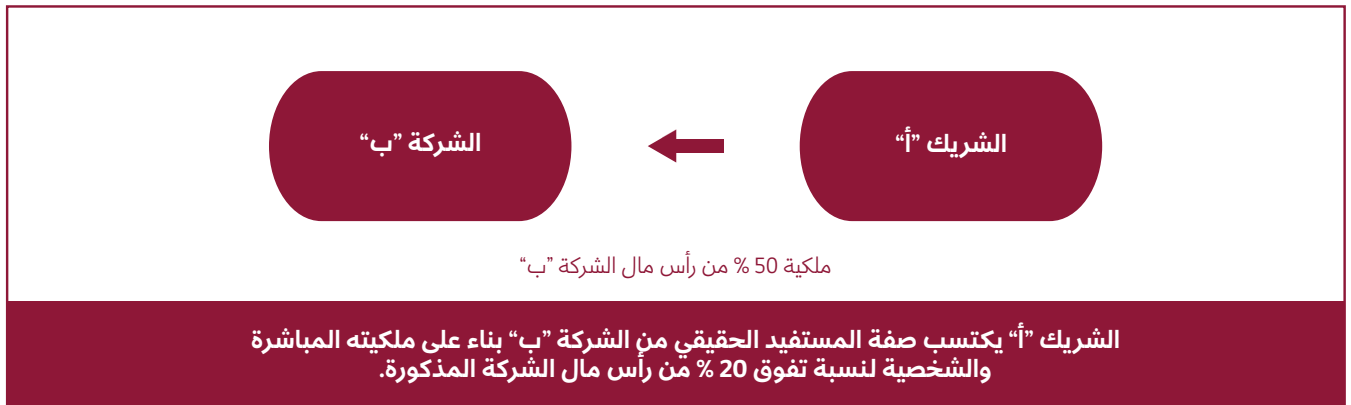 الشريك ”أ“
الشركة ”ب“
ملكية 50 % من رأس مال الشركة ”ب“
الشريك ”أ“ يكتسب صفة المستفيد الحقيقي من الشركة ”ب“ بناء على ملكيته المباشرة
والشخصية لنسبة تفوق 20 % من رأس مال الشركة المذكورة.